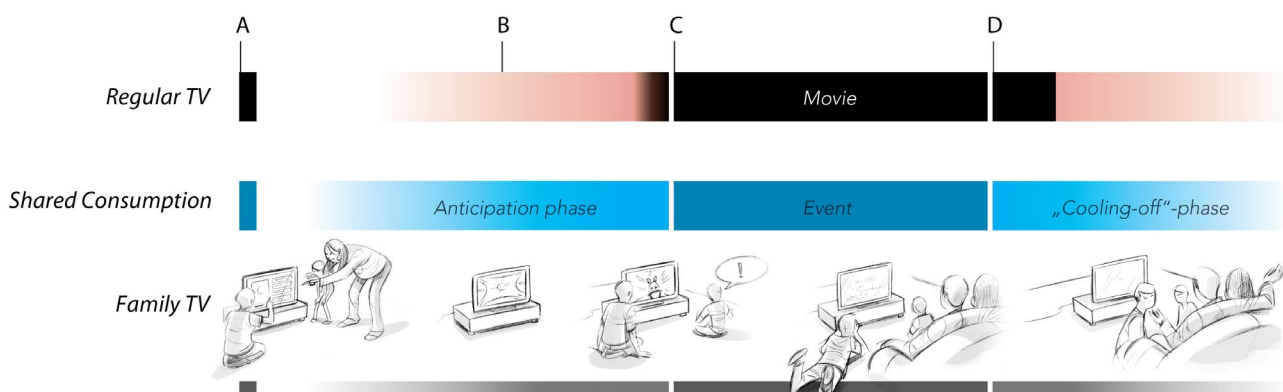 A B C D
Regular TV Movie
Shared Consumption Anticipation phase Event „Cooling-off“-phase
!
Family TV